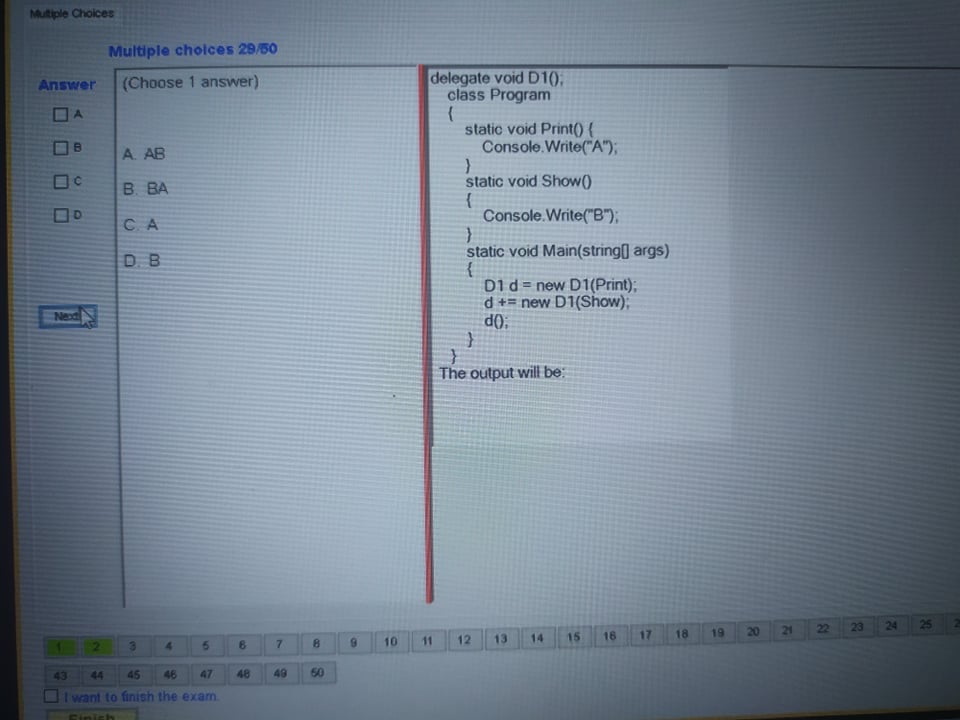 Multiple Choices
Multiple choices 29/50
Answer
A
B
C
D
Next
(Choose 1 answer)
A. AB
B. BA
C. A
D. B
delegate void D1();
class Program
{
static void Print() {
Console.Write("A");
}
static void Show()
{
Console.Write("B");
}
static void Main(string[] args)
{
D1 d = new D1(Print);
d += new D1(Show);
d();
}
}
The output will be:
1 2 3 4 5 6 7 8 9 10 11 12 13 14 15 16 17 18 19 20 21 22 23 24 25
43 44 45 46 47 48 49 50
I want to finish the exam.
Finish